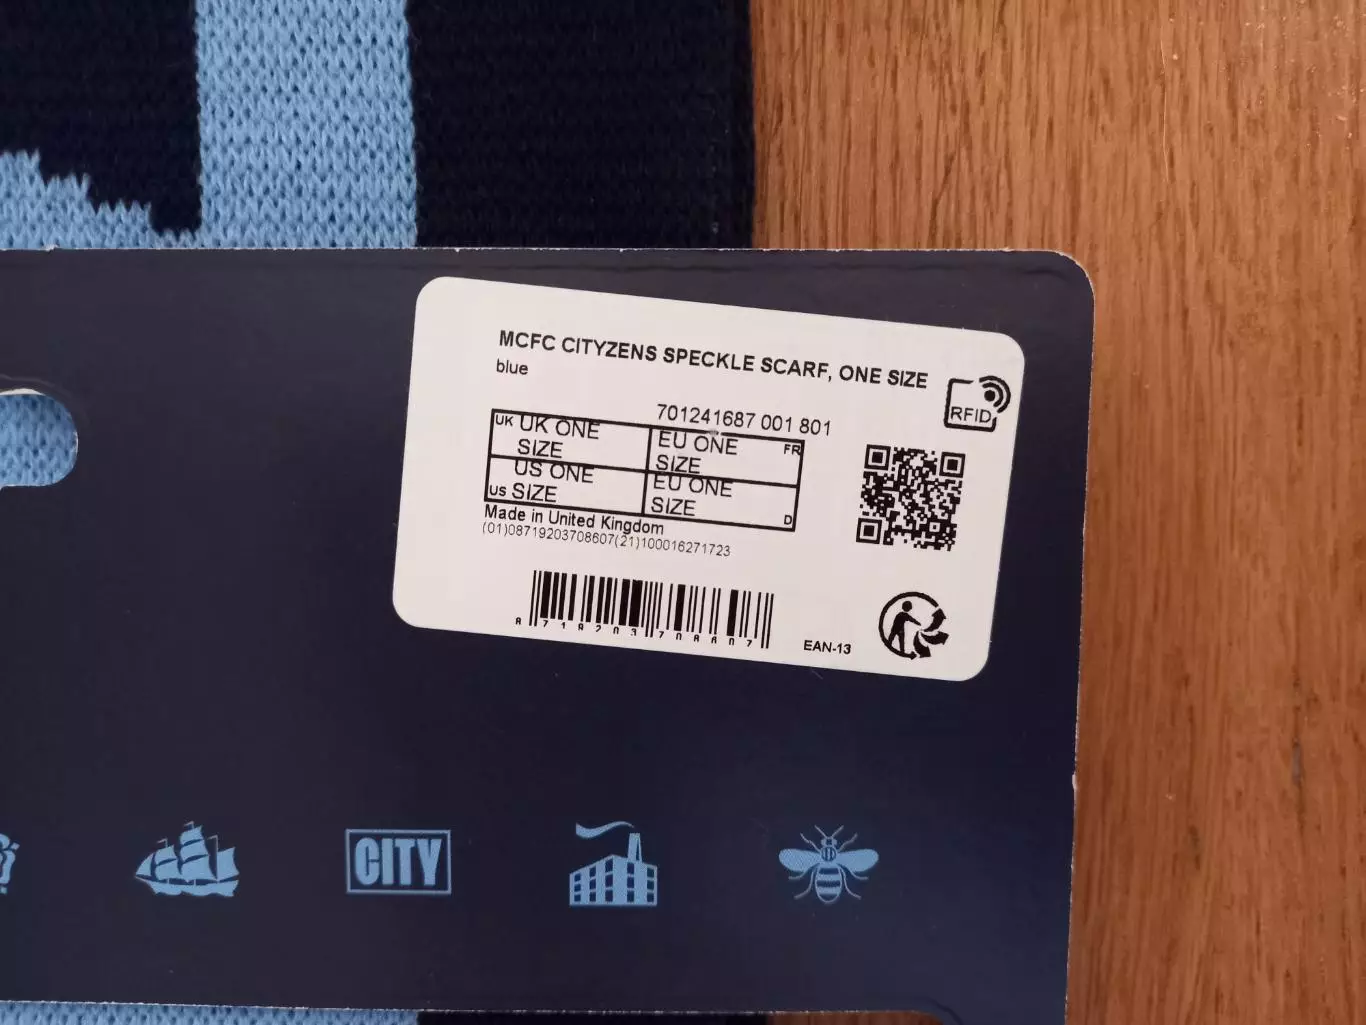 MCFC CITYZENS SPECKLE SCARF, ONE SIZE
blue
RFID
701241687 001 801
UK UK ONE SIZE
EU ONE SIZE FR
US US ONE SIZE
EU ONE SIZE D
Made in United Kingdom
(01)08719203708607(21)100016271723
8719203708607
EAN-13
CITY